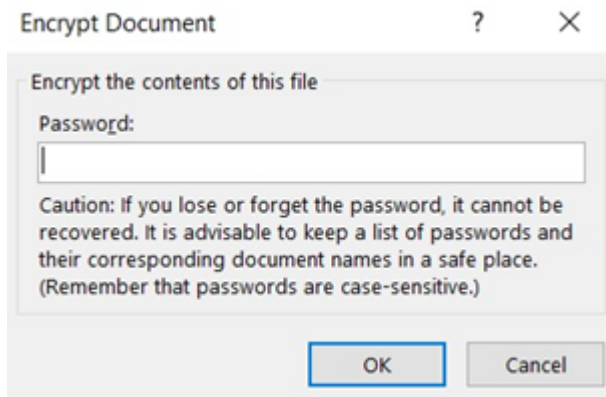 Encrypt Document ? ×
Encrypt the contents of this file
Password:
Caution: If you lose or forget the password, it cannot be
recovered. It is advisable to keep a list of passwords and
their corresponding document names in a safe place.
(Remember that passwords are case-sensitive.)
OK Cancel